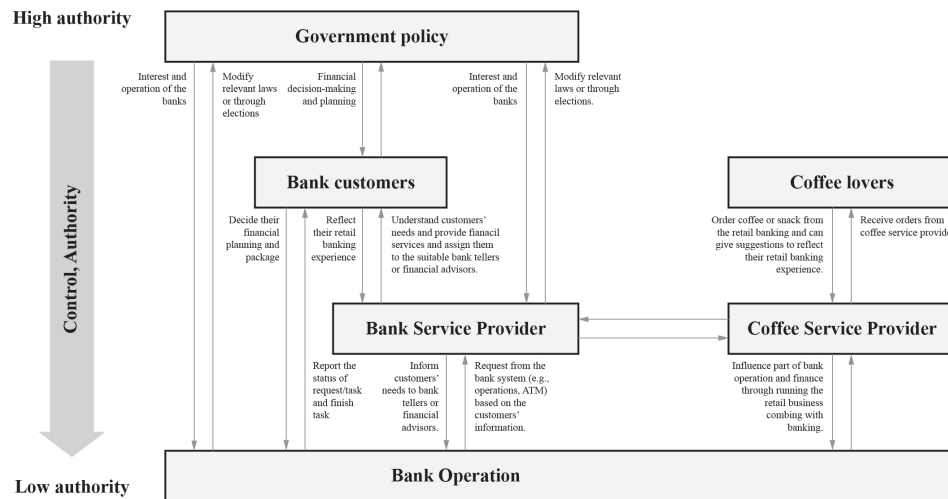 High authority
Government policy
Interest and
operation of the
banks
Modify
relevant laws
or through
elections
Financial
decision-making
and planning
Interest and
operation of the
banks
Modify relevant
laws or through
elections.
Control, Authority
Bank customers
Coffee lovers
Decide their
financial
planning and
package
Reflect
their retail
banking
experience
Understand customers’
needs and provide fianacil
services and assign them
to the suitable bank tellers
or financial advisors.
Order coffee or snack from
the retail banking and can
give suggestions to reflect
their retail banking
experience.
Receive orders from
coffee service provide
Bank Service Provider
Coffee Service Provider
Report the
status of
request/task
and finish
task
Inform
customers’
needs to bank
tellers or
financial
advisors.
Request from the
bank system (e.g.,
operations, ATM)
based on the
customers’
information.
Influence part of bank
operation and finance
through running the
retail business
combing with
banking.
Low authority
Bank Operation